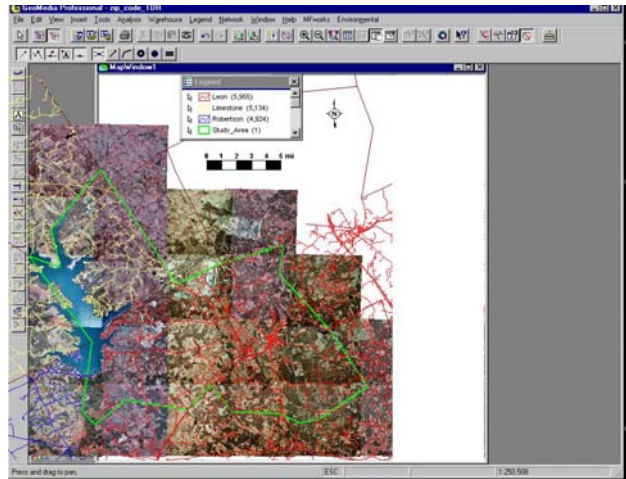 GeoMedia Professional - zip_code_TDH
File Edit View Insert Tools Analysis Warehouse Legend Network Window Help MFworks Environmental
MapWindow1
Legend
Leon (5,955)
Limestone (5,134)
Robertson (4,924)
Study_Area (1)
0 1 2 3 4 5 mi
N
Press and drag to pan.
ESC
1:250,508